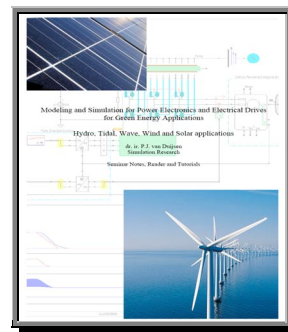 Modeling and Simulation for Power Electronics and Electrical Drives
for Green Energy Applications
Hydro, Tidal, Wave, Wind and Solar applications
dr. ir. P.J. van Duijsen
Simulation Research
Seminar Notes, Reader and Tutorials